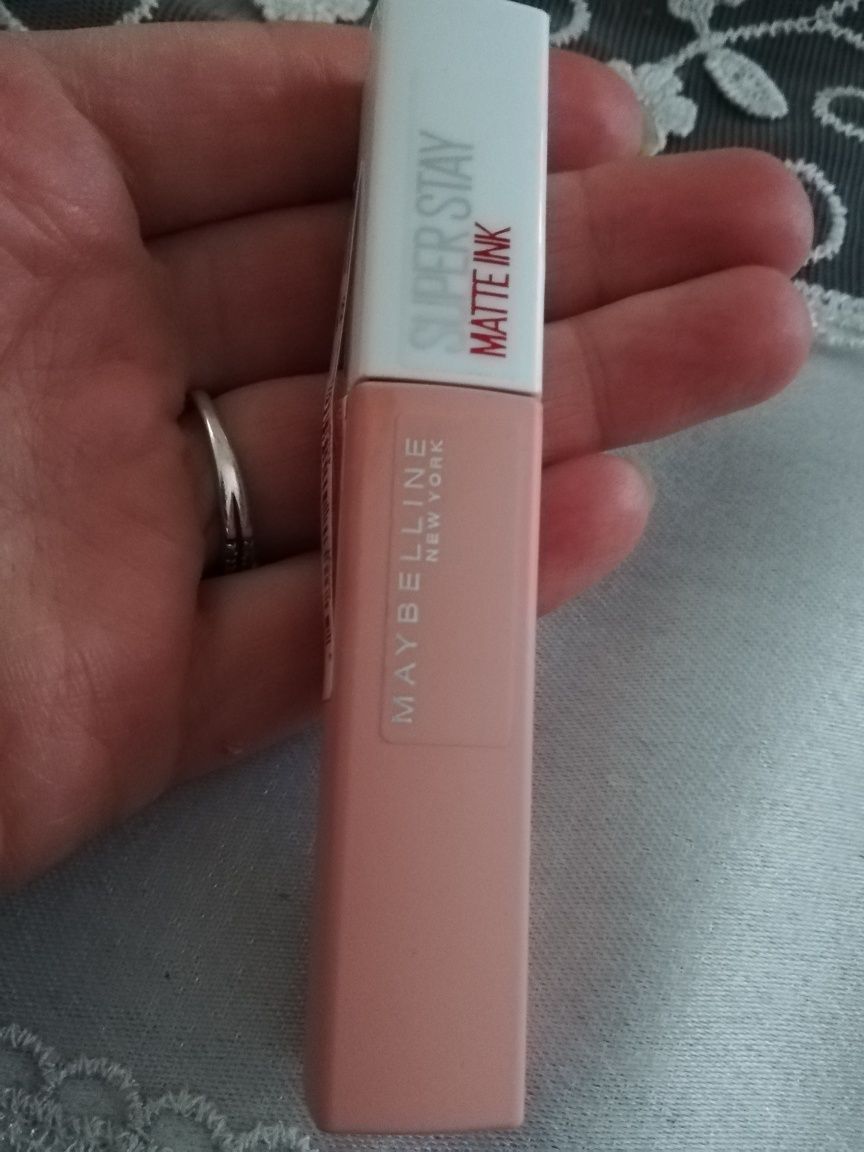 SUPER STAY
MATTE INK
MAYBELLINE
NEW YORK